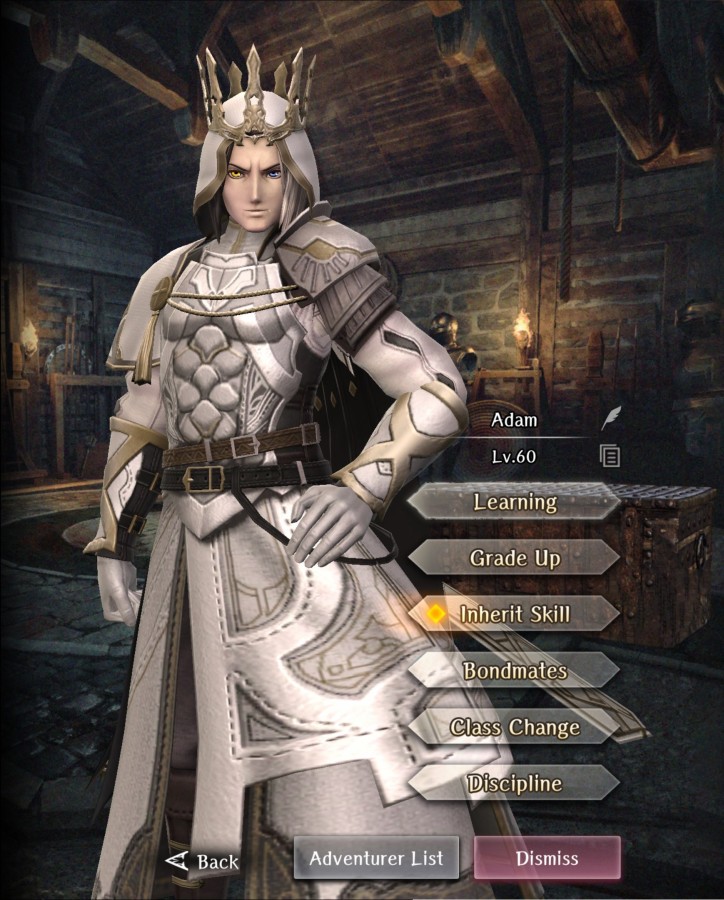 Adam
Lv.60
Learning
Grade Up
Inherit Skill
Bondmates
Class Change
Discipline
Back
Adventurer List
Dismiss